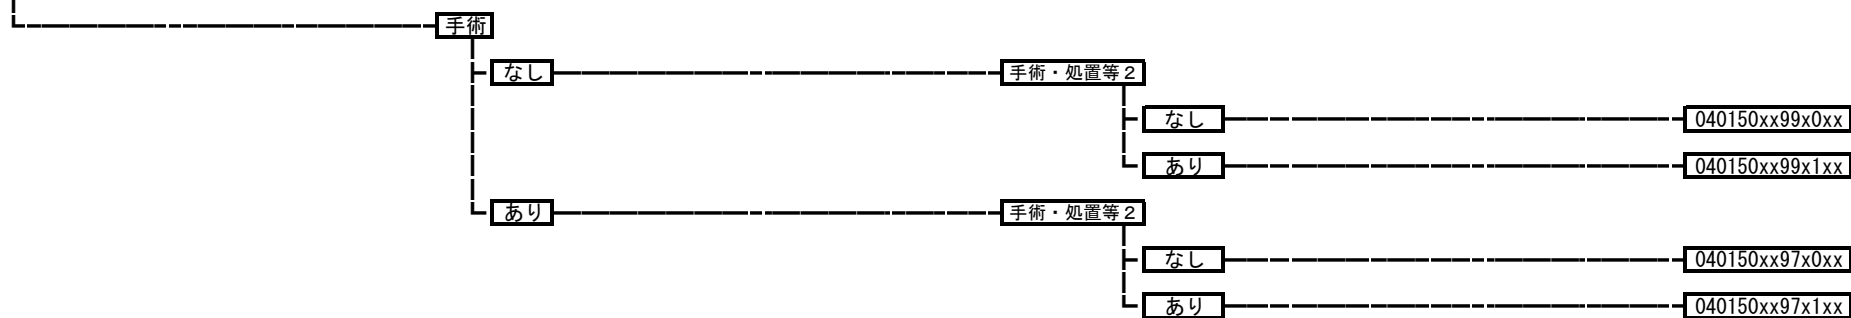 手術
なし 手術・処置等2
なし 040150xx99x0xx
あり 040150xx99x1xx
あり 手術・処置等2
なし 040150xx97x0xx
あり 040150xx97x1xx